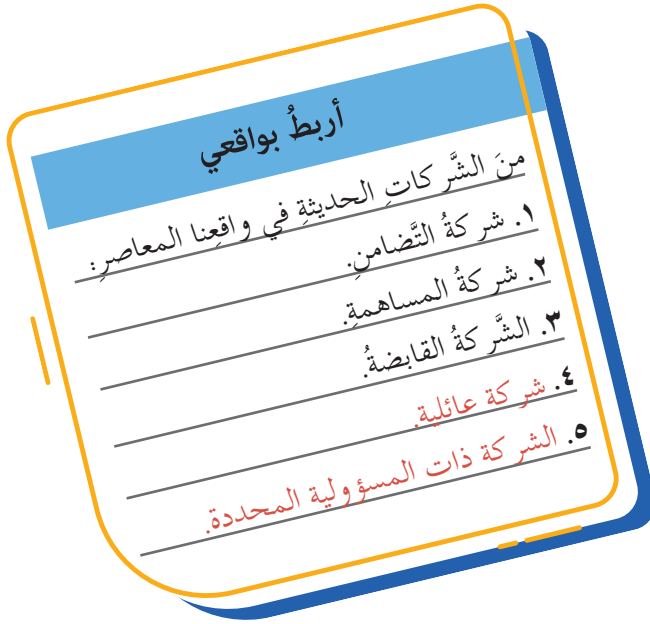 أربطُ بواقعي
منَ الشَّركاتِ الحديثةِ في واقعِنا المعاصرِ:
١. شركةُ التَّضامنِ.
٢. شركةُ المساهمةِ.
٣. الشَّركةُ القابضةُ.
٤. شركة عائلية.
٥. الشركة ذات المسؤولية المحددة.